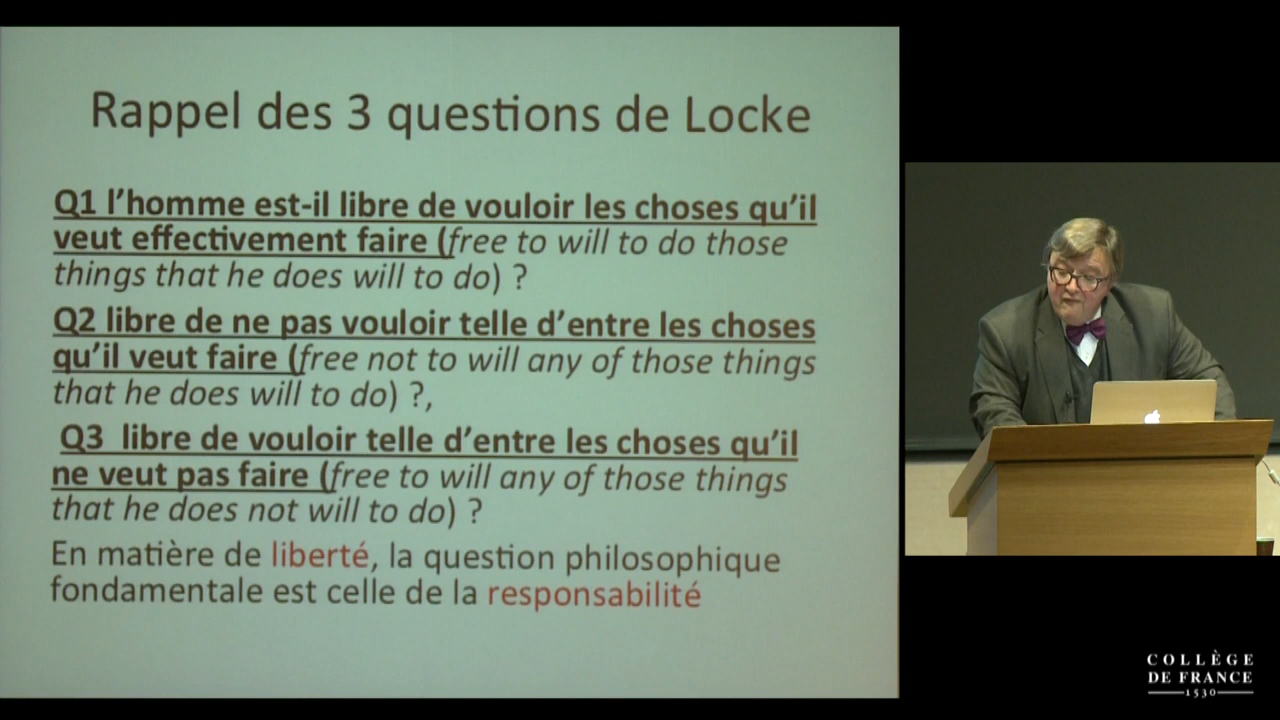 Rappel des 3 questions de Locke
Q1 l’homme est-il libre de vouloir les choses qu’il
veut effectivement faire (free to will to do those
things that he does will to do) ?
Q2 libre de ne pas vouloir telle d’entre les choses
qu’il veut faire (free not to will any of those things
that he does will to do) ?,
Q3 libre de vouloir telle d’entre les choses qu’il
ne veut pas faire (free to will any of those things
that he does not will to do) ?
En matière de liberté, la question philosophique
fondamentale est celle de la responsabilité
COLLÈGE
DE FRANCE
1530